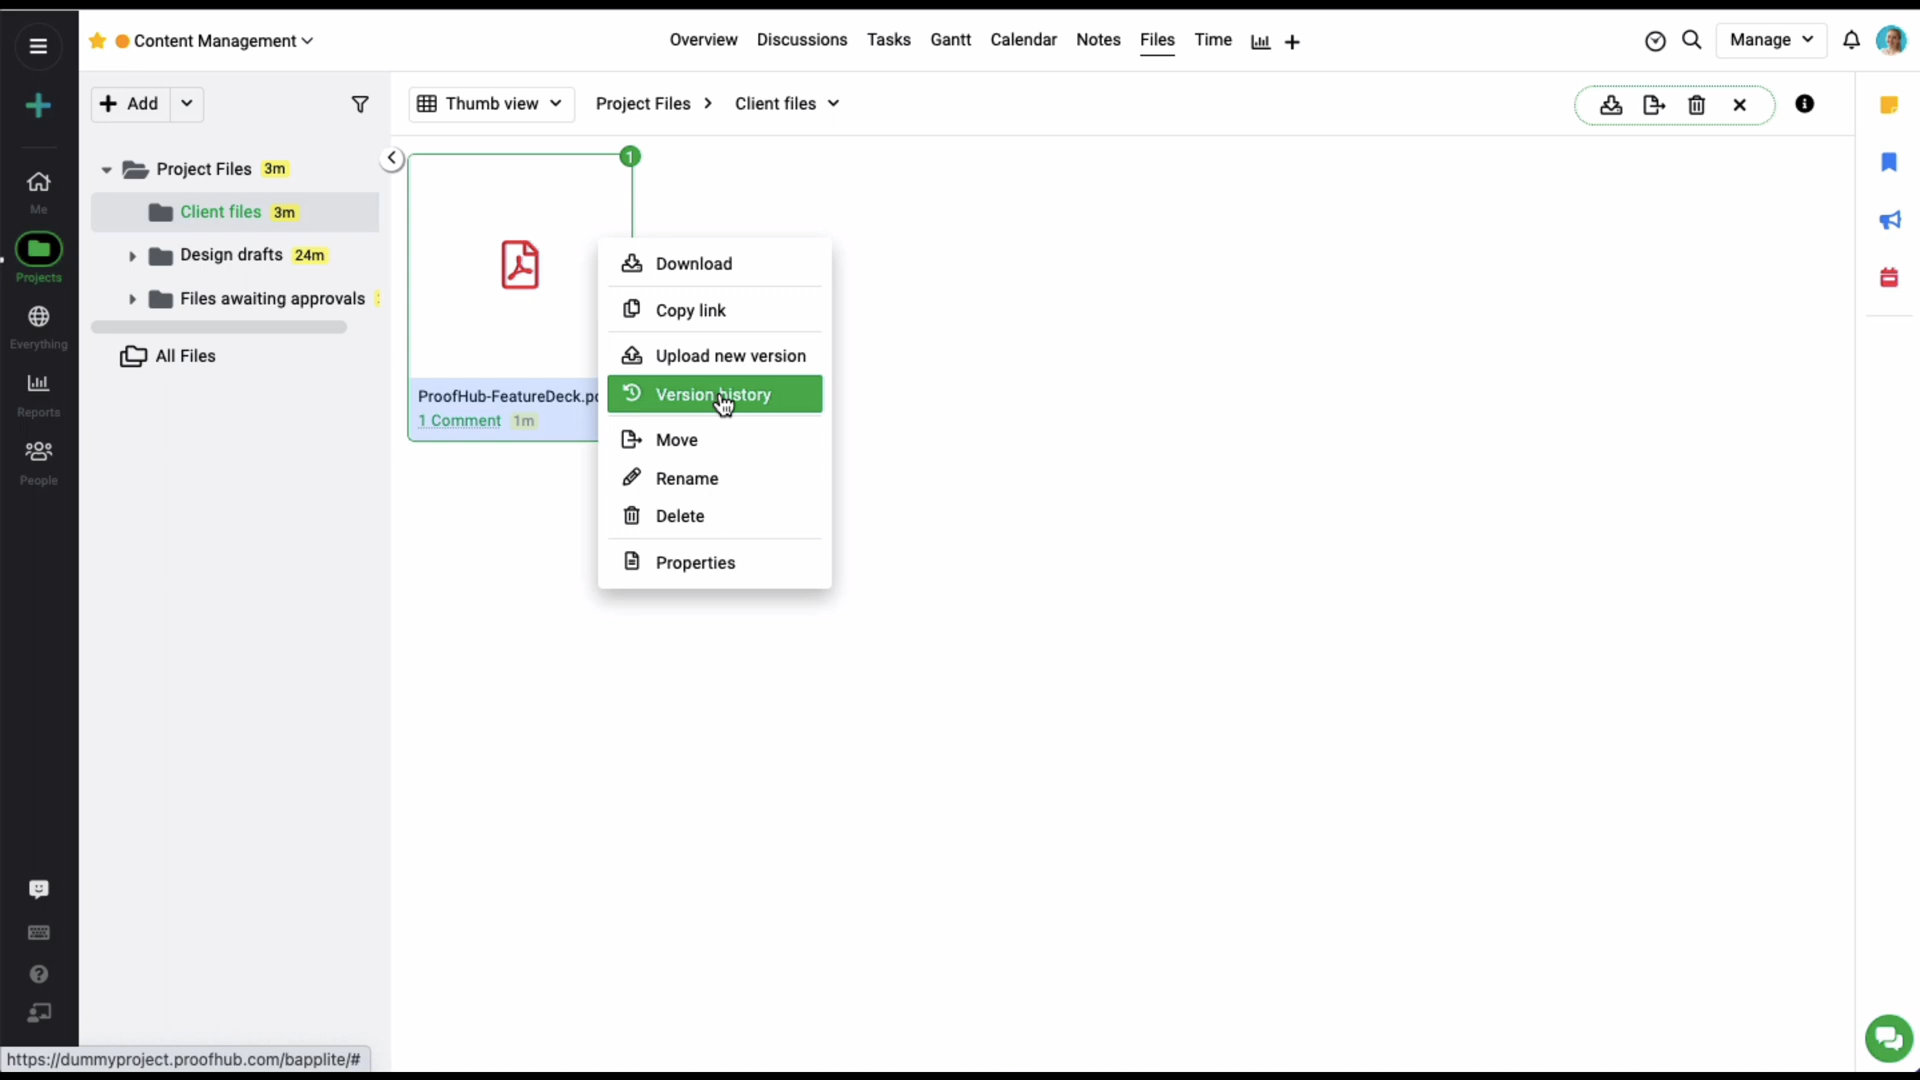 Content Management
Overview Discussions Tasks Gantt Calendar Notes Files Time
Manage
Add
Thumb view Project Files Client files
Project Files 3m
Client files 3m
Design drafts 24m
Files awaiting approvals
All Files
Me
Projects
Everything
Reports
People
1
ProofHub-FeatureDeck.
1 Comment 1m
Download
Copy link
Upload new version
Version history
Move
Rename
Delete
Properties
https://dummyproject.proofhub.com/bapplite/#